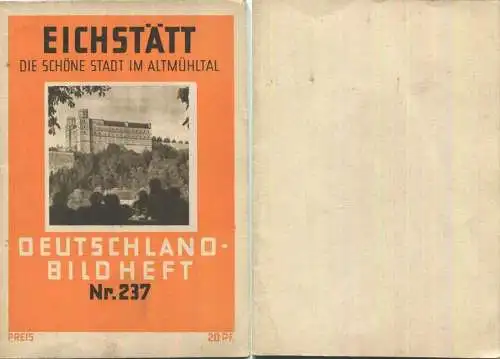 EICHSTÄTT
DIE SCHÖNE STADT IM ALTMÜHLTAL
DEUTSCHLAND-
BILDHEFT
Nr. 237
PREIS 20 PF.